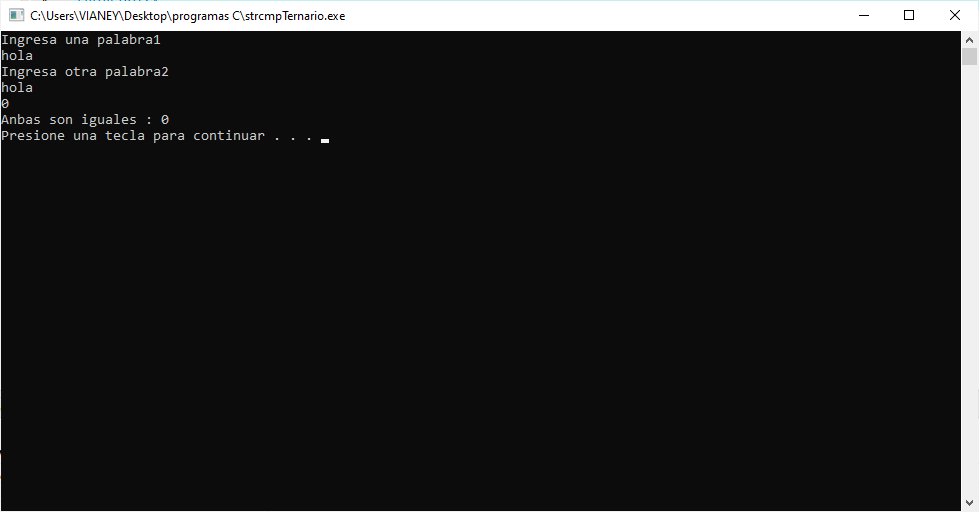 C:\Users\VIANEY\Desktop\programas C\strcmpTernario.exe
Ingresa una palabra1
hola
Ingresa otra palabra2
hola
0
Anbas son iguales : 0
Presione una tecla para continuar . . .